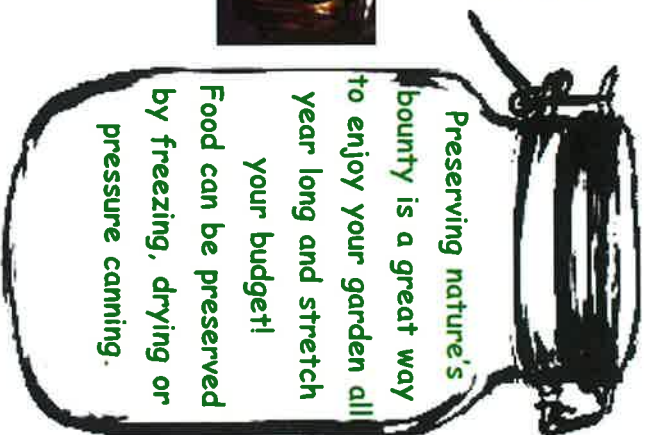 Preserving nature's
bounty is a great way
to enjoy your garden all
year long and stretch
your budget!
Food can be preserved
by freezing, drying or
pressure canning.